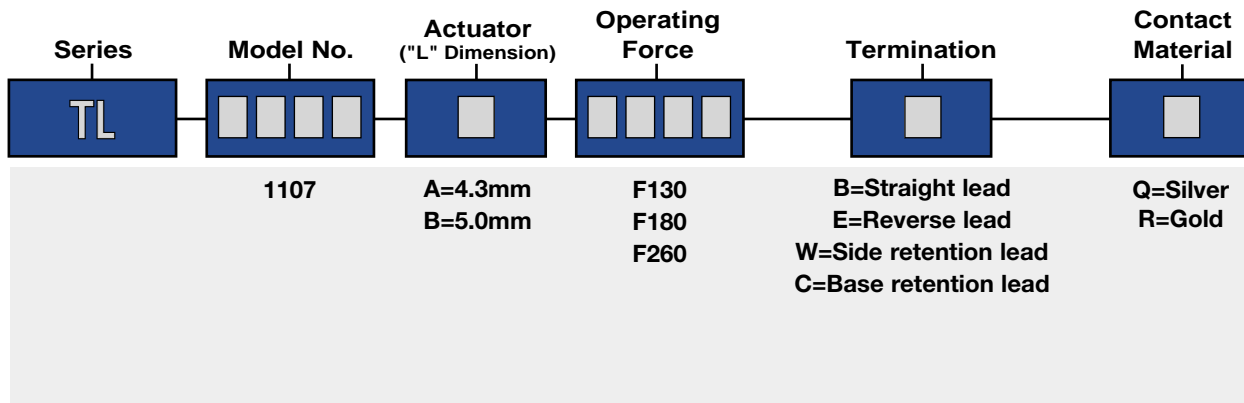 Series
Model No.
Actuator
("L" Dimension)
Operating
Force
Termination
Contact
Material
TL
1107
A=4.3mm
B=5.0mm
F130
F180
F260
B=Straight lead
E=Reverse lead
W=Side retention lead
C=Base retention lead
Q=Silver
R=Gold